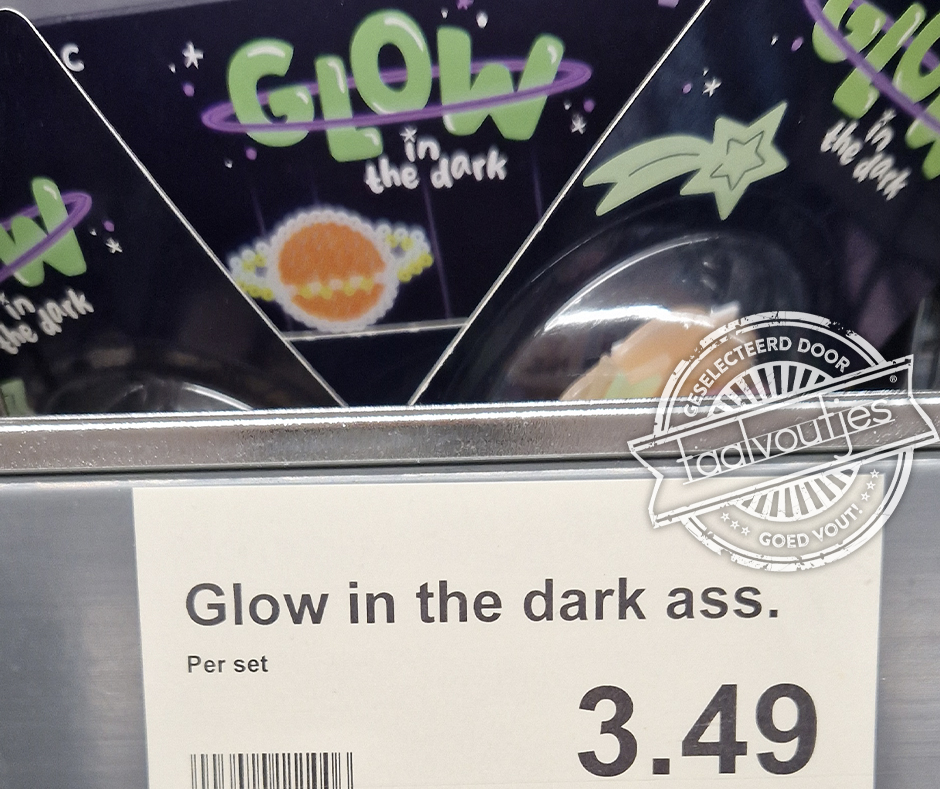 C
GLOW
in
the dark
GLOW
in
the dark
W
in
the dark
GESELECTEERD DOOR
taalvoutjes®
GOED VOUT!
Glow in the dark ass.
Per set
3.49